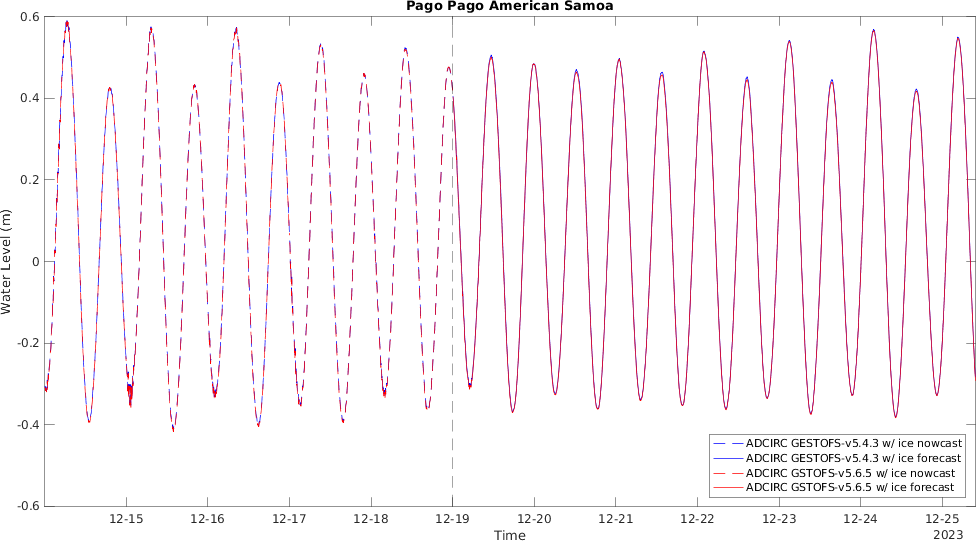 Pago Pago American Samoa
0.6
0.4
0.2
0
-0.2
-0.4
-0.6
Water Level (m)
ADCIRC GESTOFS-v5.4.3 w/ ice nowcast
ADCIRC GESTOFS-v5.4.3 w/ ice forecast
ADCIRC GSTOFS-v5.6.5 w/ ice nowcast
ADCIRC GSTOFS-v5.6.5 w/ ice forecast
12-15 12-16 12-17 12-18 12-19 12-20 12-21 12-22 12-23 12-24 12-25
Time 2023